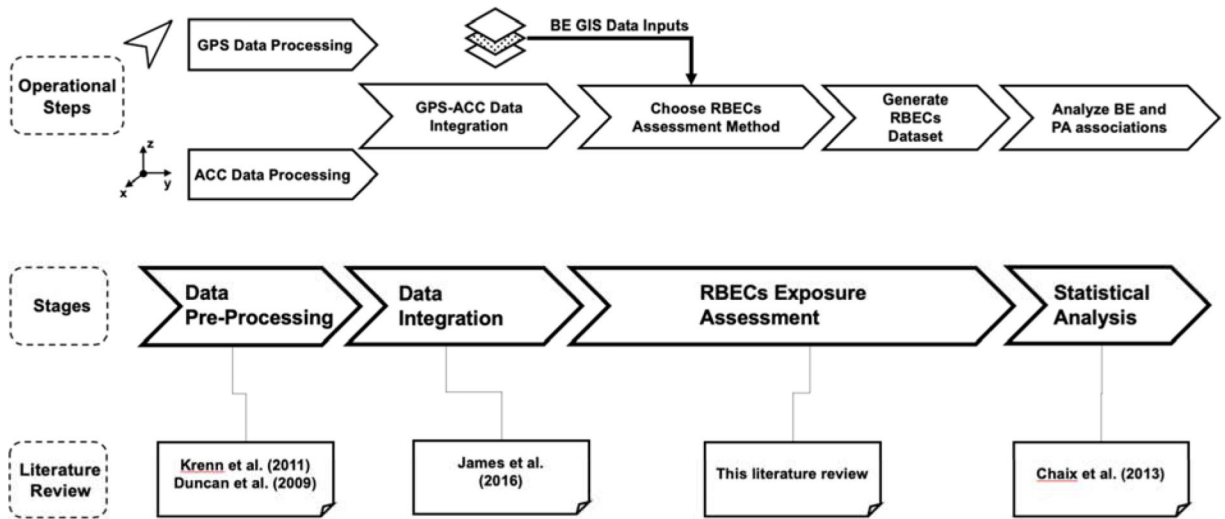 BE GIS Data Inputs
GPS Data Processing
Operational
Steps
GPS-ACC Data
Integration
Choose RBECs
Assessment Method
Generate
RBECs
Dataset
Analyze BE and
PA associations
z
y
x
ACC Data Processing
Stages
Data
Pre-Processing
Data
Integration
RBECs Exposure
Assessment
Statistical
Analysis
Literature
Review
Krenn et al. (2011)
Duncan et al. (2009)
James et al.
(2016)
This literature review
Chaix et al. (2013)